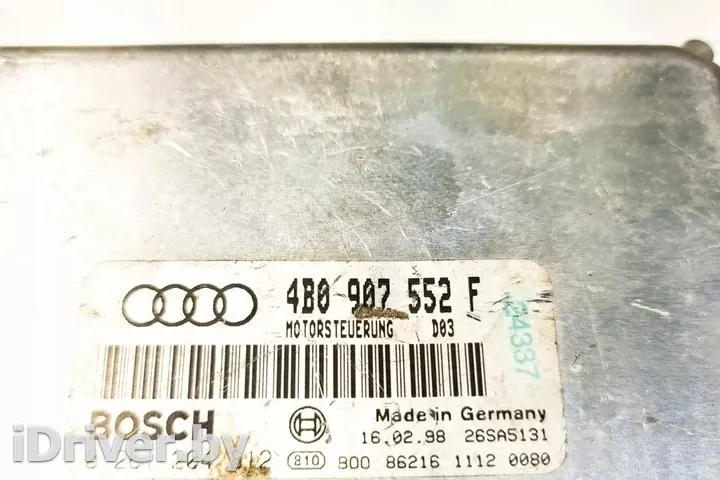 4B0 907 552 F
MOTORSTEUERUNG D03
64337
BOSCH
Made in Germany
16.02.98 26SA5131
810 B00 86216 1112 0080
iDriver.by